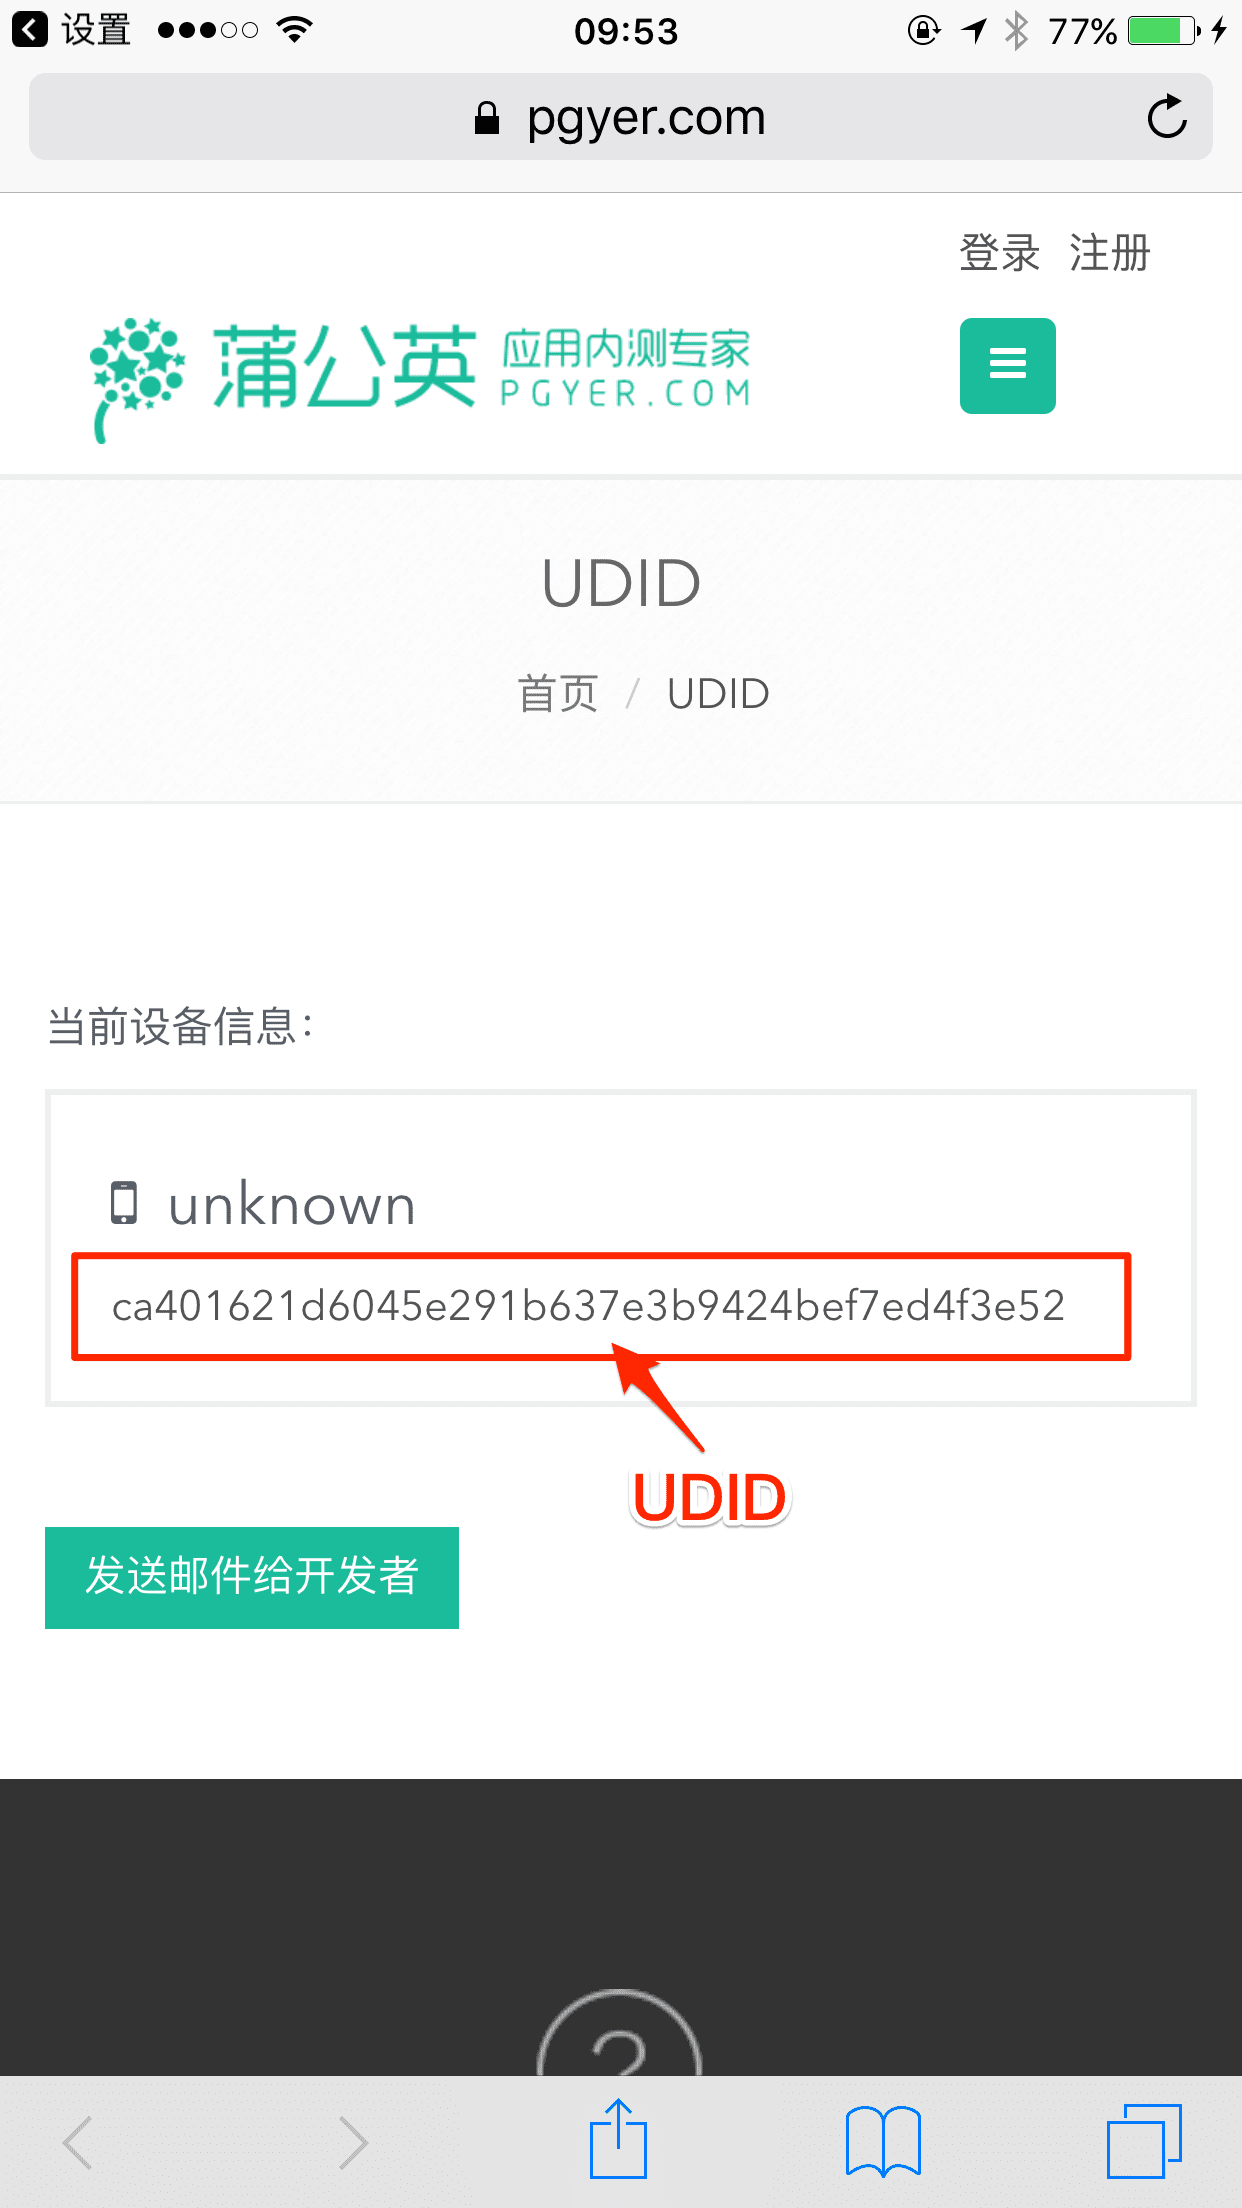 设置 09:53 77%
pgyer.com
登录 注册
蒲公英 应用内测专家
PGYER.COM
UDID
首页 / UDID
当前设备信息：
unknown
ca401621d6045e291b637e3b9424bef7ed4f3e52
UDID
发送邮件给开发者
?